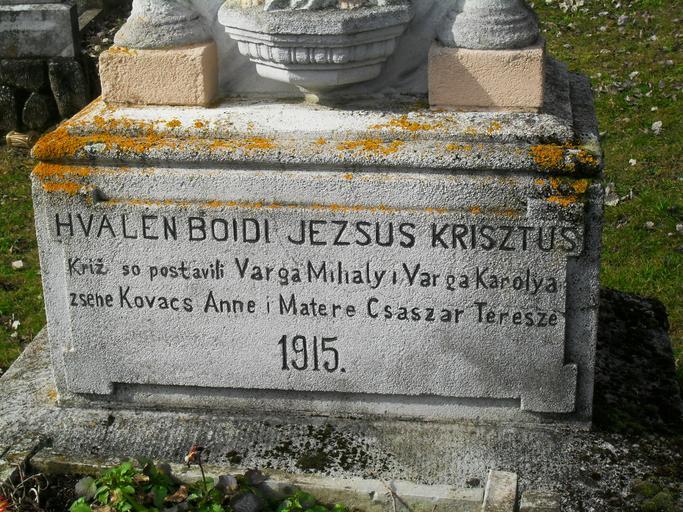 HVALEN BOIDI JEZSUS KRISZTUS
Križ so postavili Varga Mihaly i Varga Karolya
zsene Kovacs Anne i Matere Csaszar Teresze
1915.